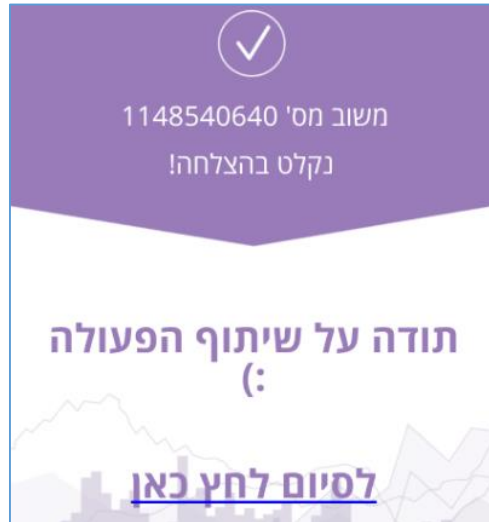 משוב מס' 1148540640
נקלט בהצלחה!
תודה על שיתוף הפעולה
:)
לסיום לחץ כאן